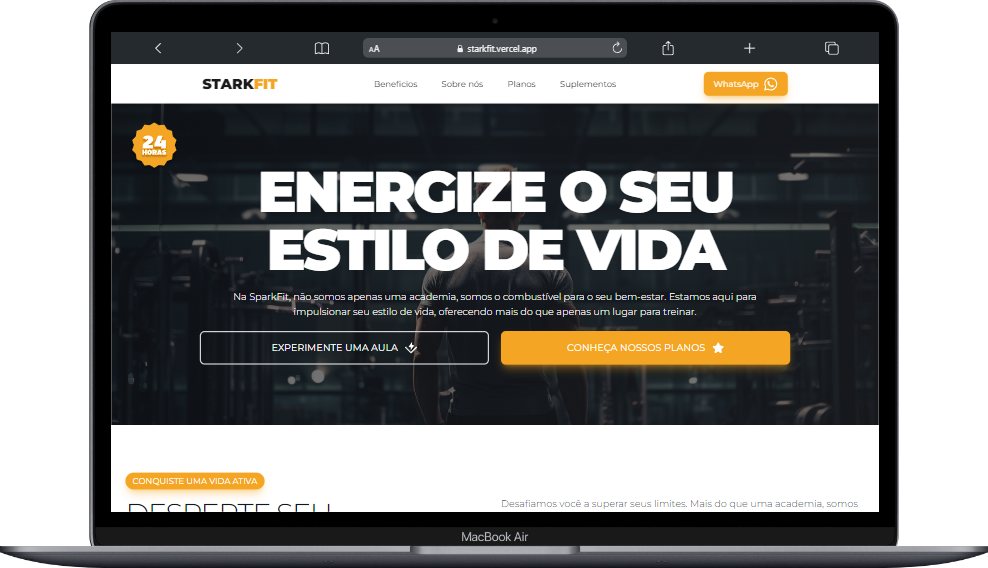 AA
starkfit.vercel.app
STARKFIT
Benefícios
Sobre nós
Planos
Suplementos
WhatsApp
24
HORAS
ENERGIZE O SEU
ESTILO DE VIDA
Na SparkFit, não somos apenas uma academia, somos o combustível para o seu bem-estar. Estamos aqui para
impulsionar seu estilo de vida, oferecendo mais do que apenas um lugar para treinar.
EXPERIMENTE UMA AULA
CONHEÇA NOSSOS PLANOS
CONQUISTE UMA VIDA ATIVA
DESPERTE SEU
Desafiamos você a superar seus limites. Mais do que uma academia, somos
MacBook Air